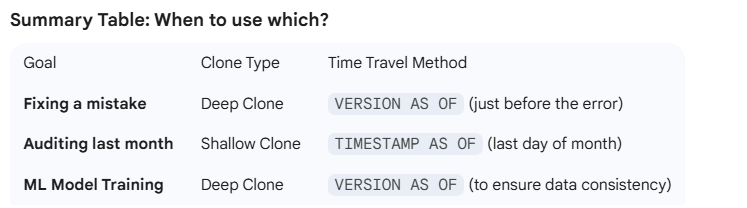 Summary Table: When to use which?
Goal Clone Type Time Travel Method
Fixing a mistake Deep Clone VERSION AS OF (just before the error)
Auditing last month Shallow Clone TIMESTAMP AS OF (last day of month)
ML Model Training Deep Clone VERSION AS OF (to ensure data consistency)